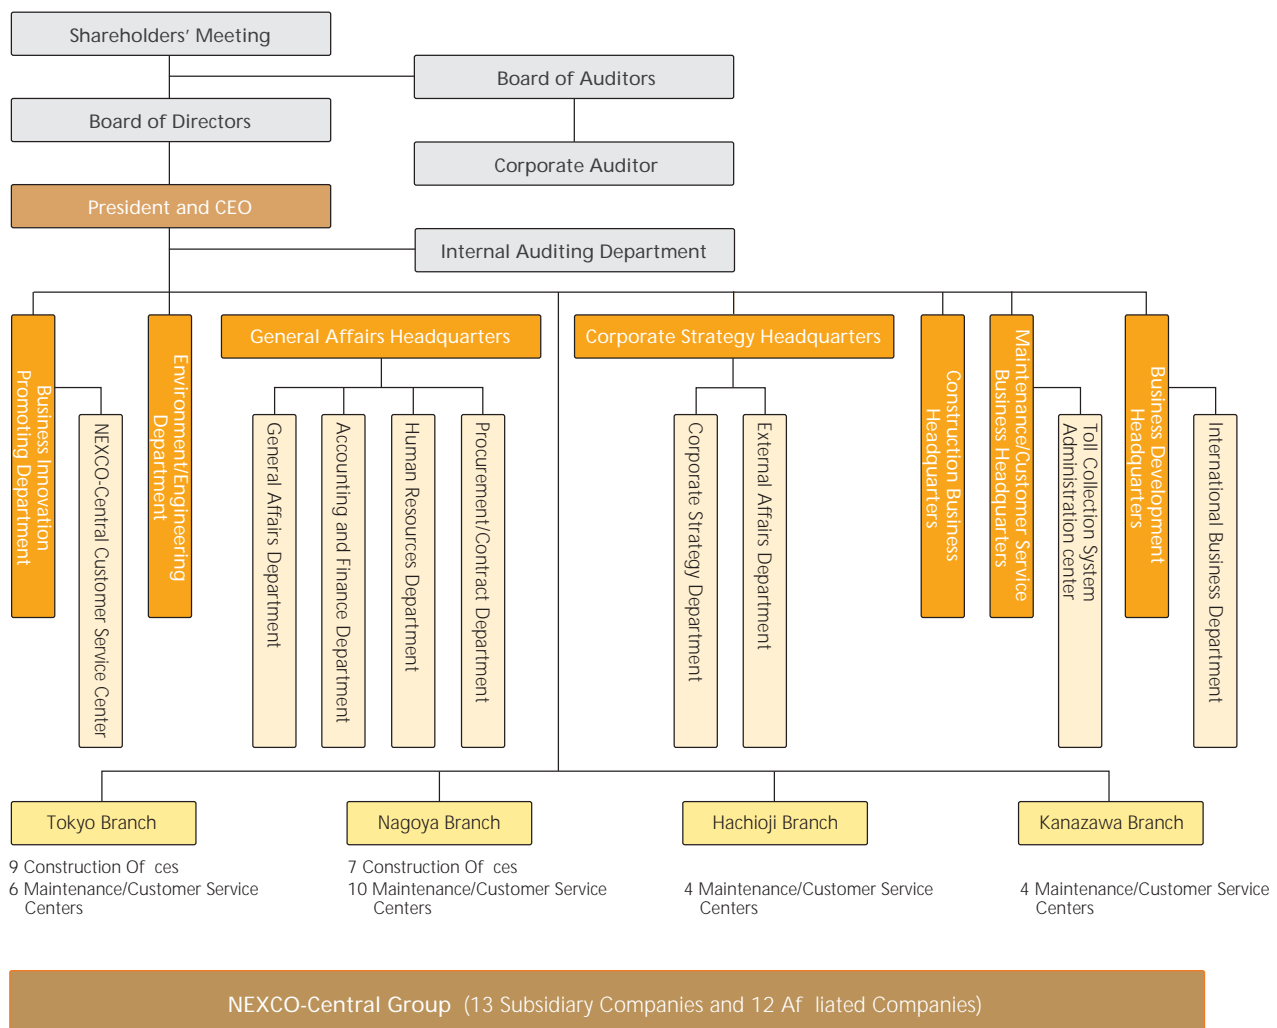 Shareholders' Meeting
Board of Auditors
Board of Directors
Corporate Auditor
President and CEO
Internal Auditing Department
Business Innovation
Promoting Department
NEXCO-Central Customer Service Center
Environment/Engineering
Department
General Affairs Headquarters
General Affairs Department
Accounting and Finance Department
Human Resources Department
Procurement/Contract Department
Corporate Strategy Headquarters
Corporate Strategy Department
External Affairs Department
Construction Business
Headquarters
Maintenance/Customer Service
Business Headquarters
Toll Collection System
Administration center
Business Development
Headquarters
International Business Department
Tokyo Branch
9 Construction Of ces
6 Maintenance/Customer Service
Centers
Nagoya Branch
7 Construction Of ces
10 Maintenance/Customer Service
Centers
Hachioji Branch
4 Maintenance/Customer Service
Centers
Kanazawa Branch
4 Maintenance/Customer Service
Centers
NEXCO-Central Group (13 Subsidiary Companies and 12 Af liated Companies)